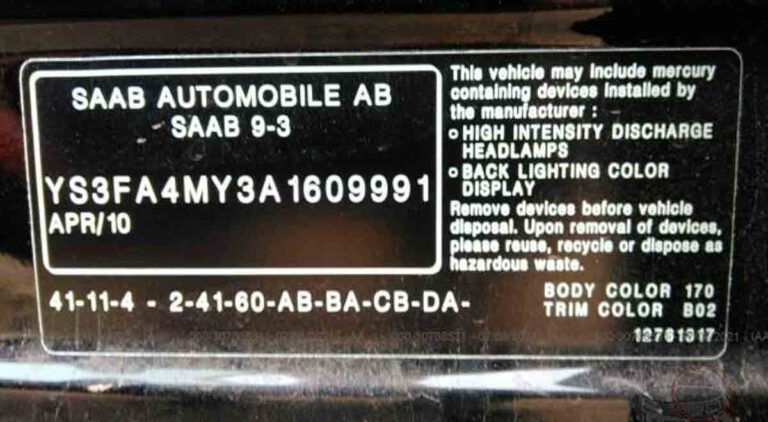 SAAB AUTOMOBILE AB
SAAB 9-3
YS3FA4MY3A1609991
APR/10
This vehicle may include mercury
containing devices installed by
the manufacturer :
o HIGH INTENSITY DISCHARGE
HEADLAMPS
o BACK LIGHTING COLOR
DISPLAY
Remove devices before vehicle
disposal. Upon removal of devices,
please reuse, recycle or dispose as
hazardous waste.
41-11-4 - 2-41-60-AB-BA-CB-DA-
BODY COLOR 170
TRIM COLOR B02
12761317